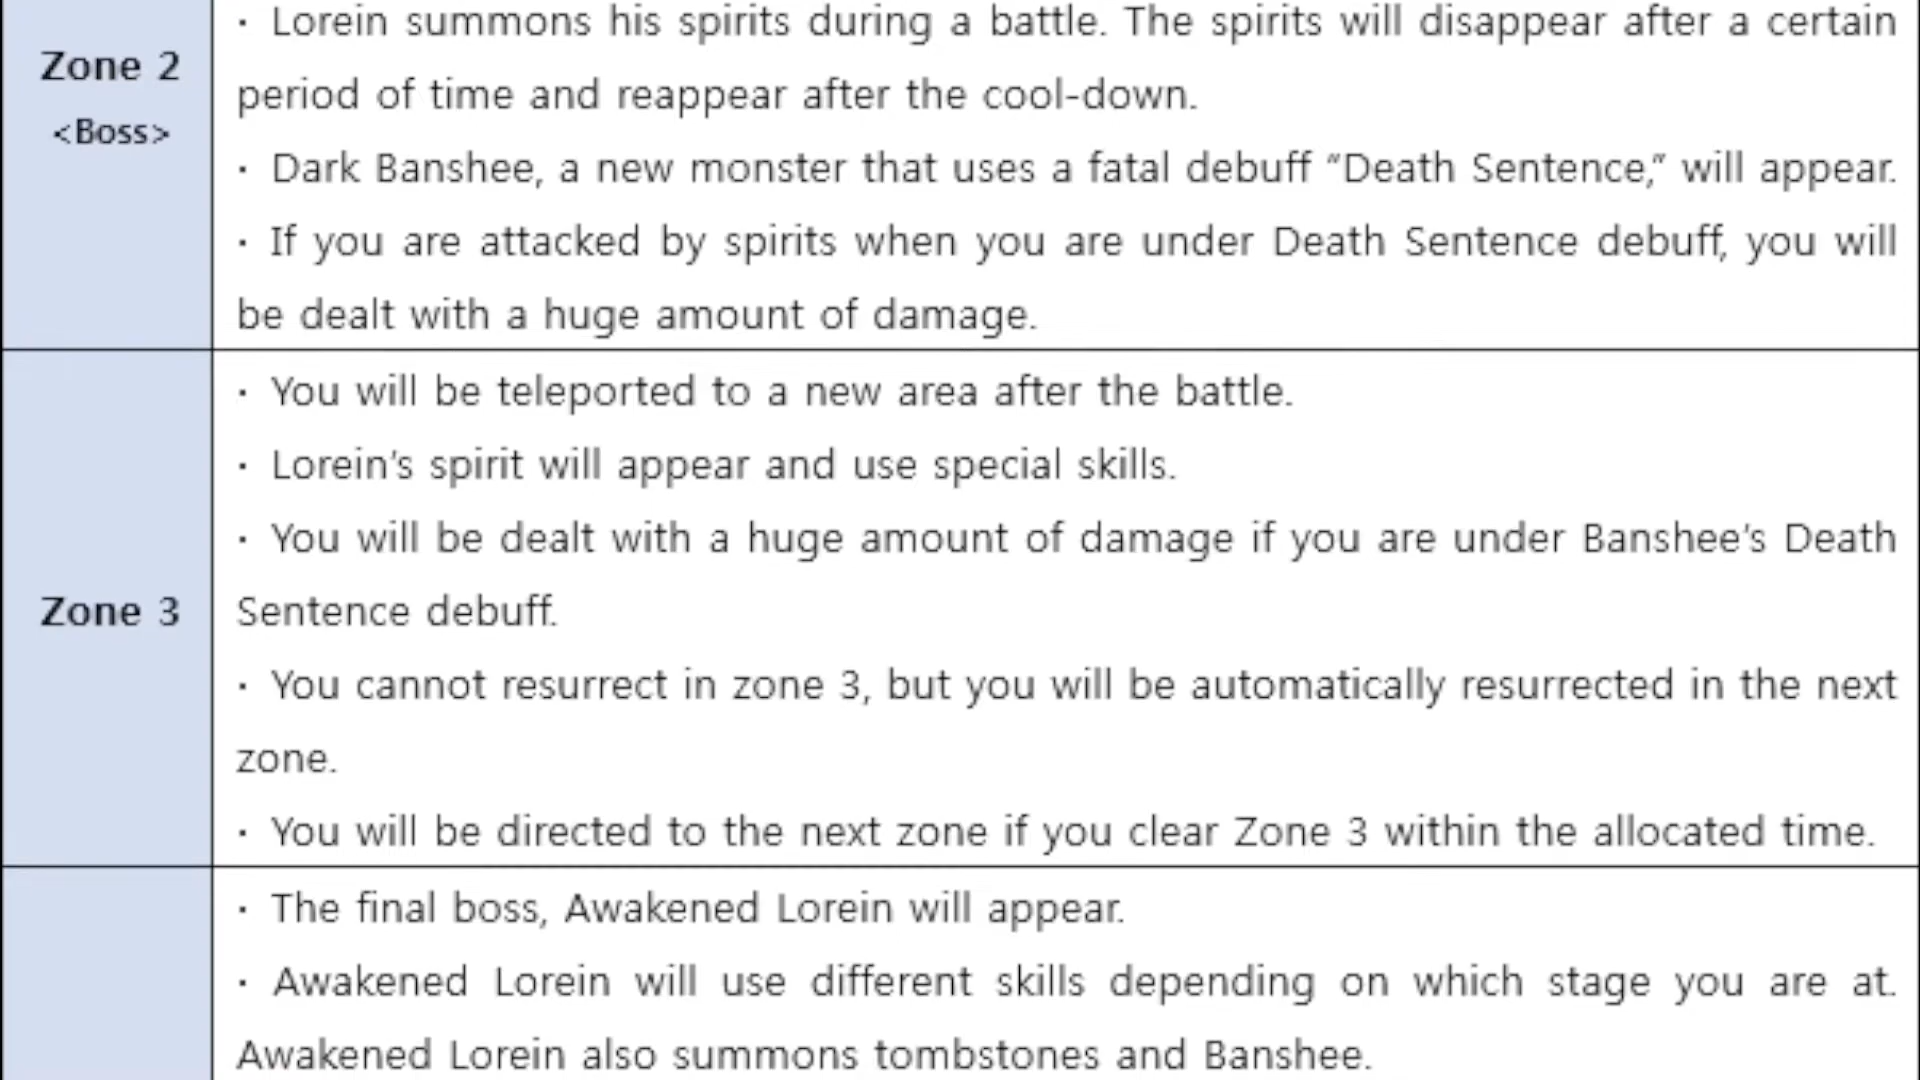 Zone 2
<Boss>
· Lorein summons his spirits during a battle. The spirits will disappear after a certain
period of time and reappear after the cool-down.
· Dark Banshee, a new monster that uses a fatal debuff “Death Sentence,” will appear.
· If you are attacked by spirits when you are under Death Sentence debuff, you will
be dealt with a huge amount of damage.
Zone 3
· You will be teleported to a new area after the battle.
· Lorein’s spirit will appear and use special skills.
· You will be dealt with a huge amount of damage if you are under Banshee’s Death
Sentence debuff.
· You cannot resurrect in zone 3, but you will be automatically resurrected in the next
zone.
· You will be directed to the next zone if you clear Zone 3 within the allocated time.
· The final boss, Awakened Lorein will appear.
· Awakened Lorein will use different skills depending on which stage you are at.
Awakened Lorein also summons tombstones and Banshee.